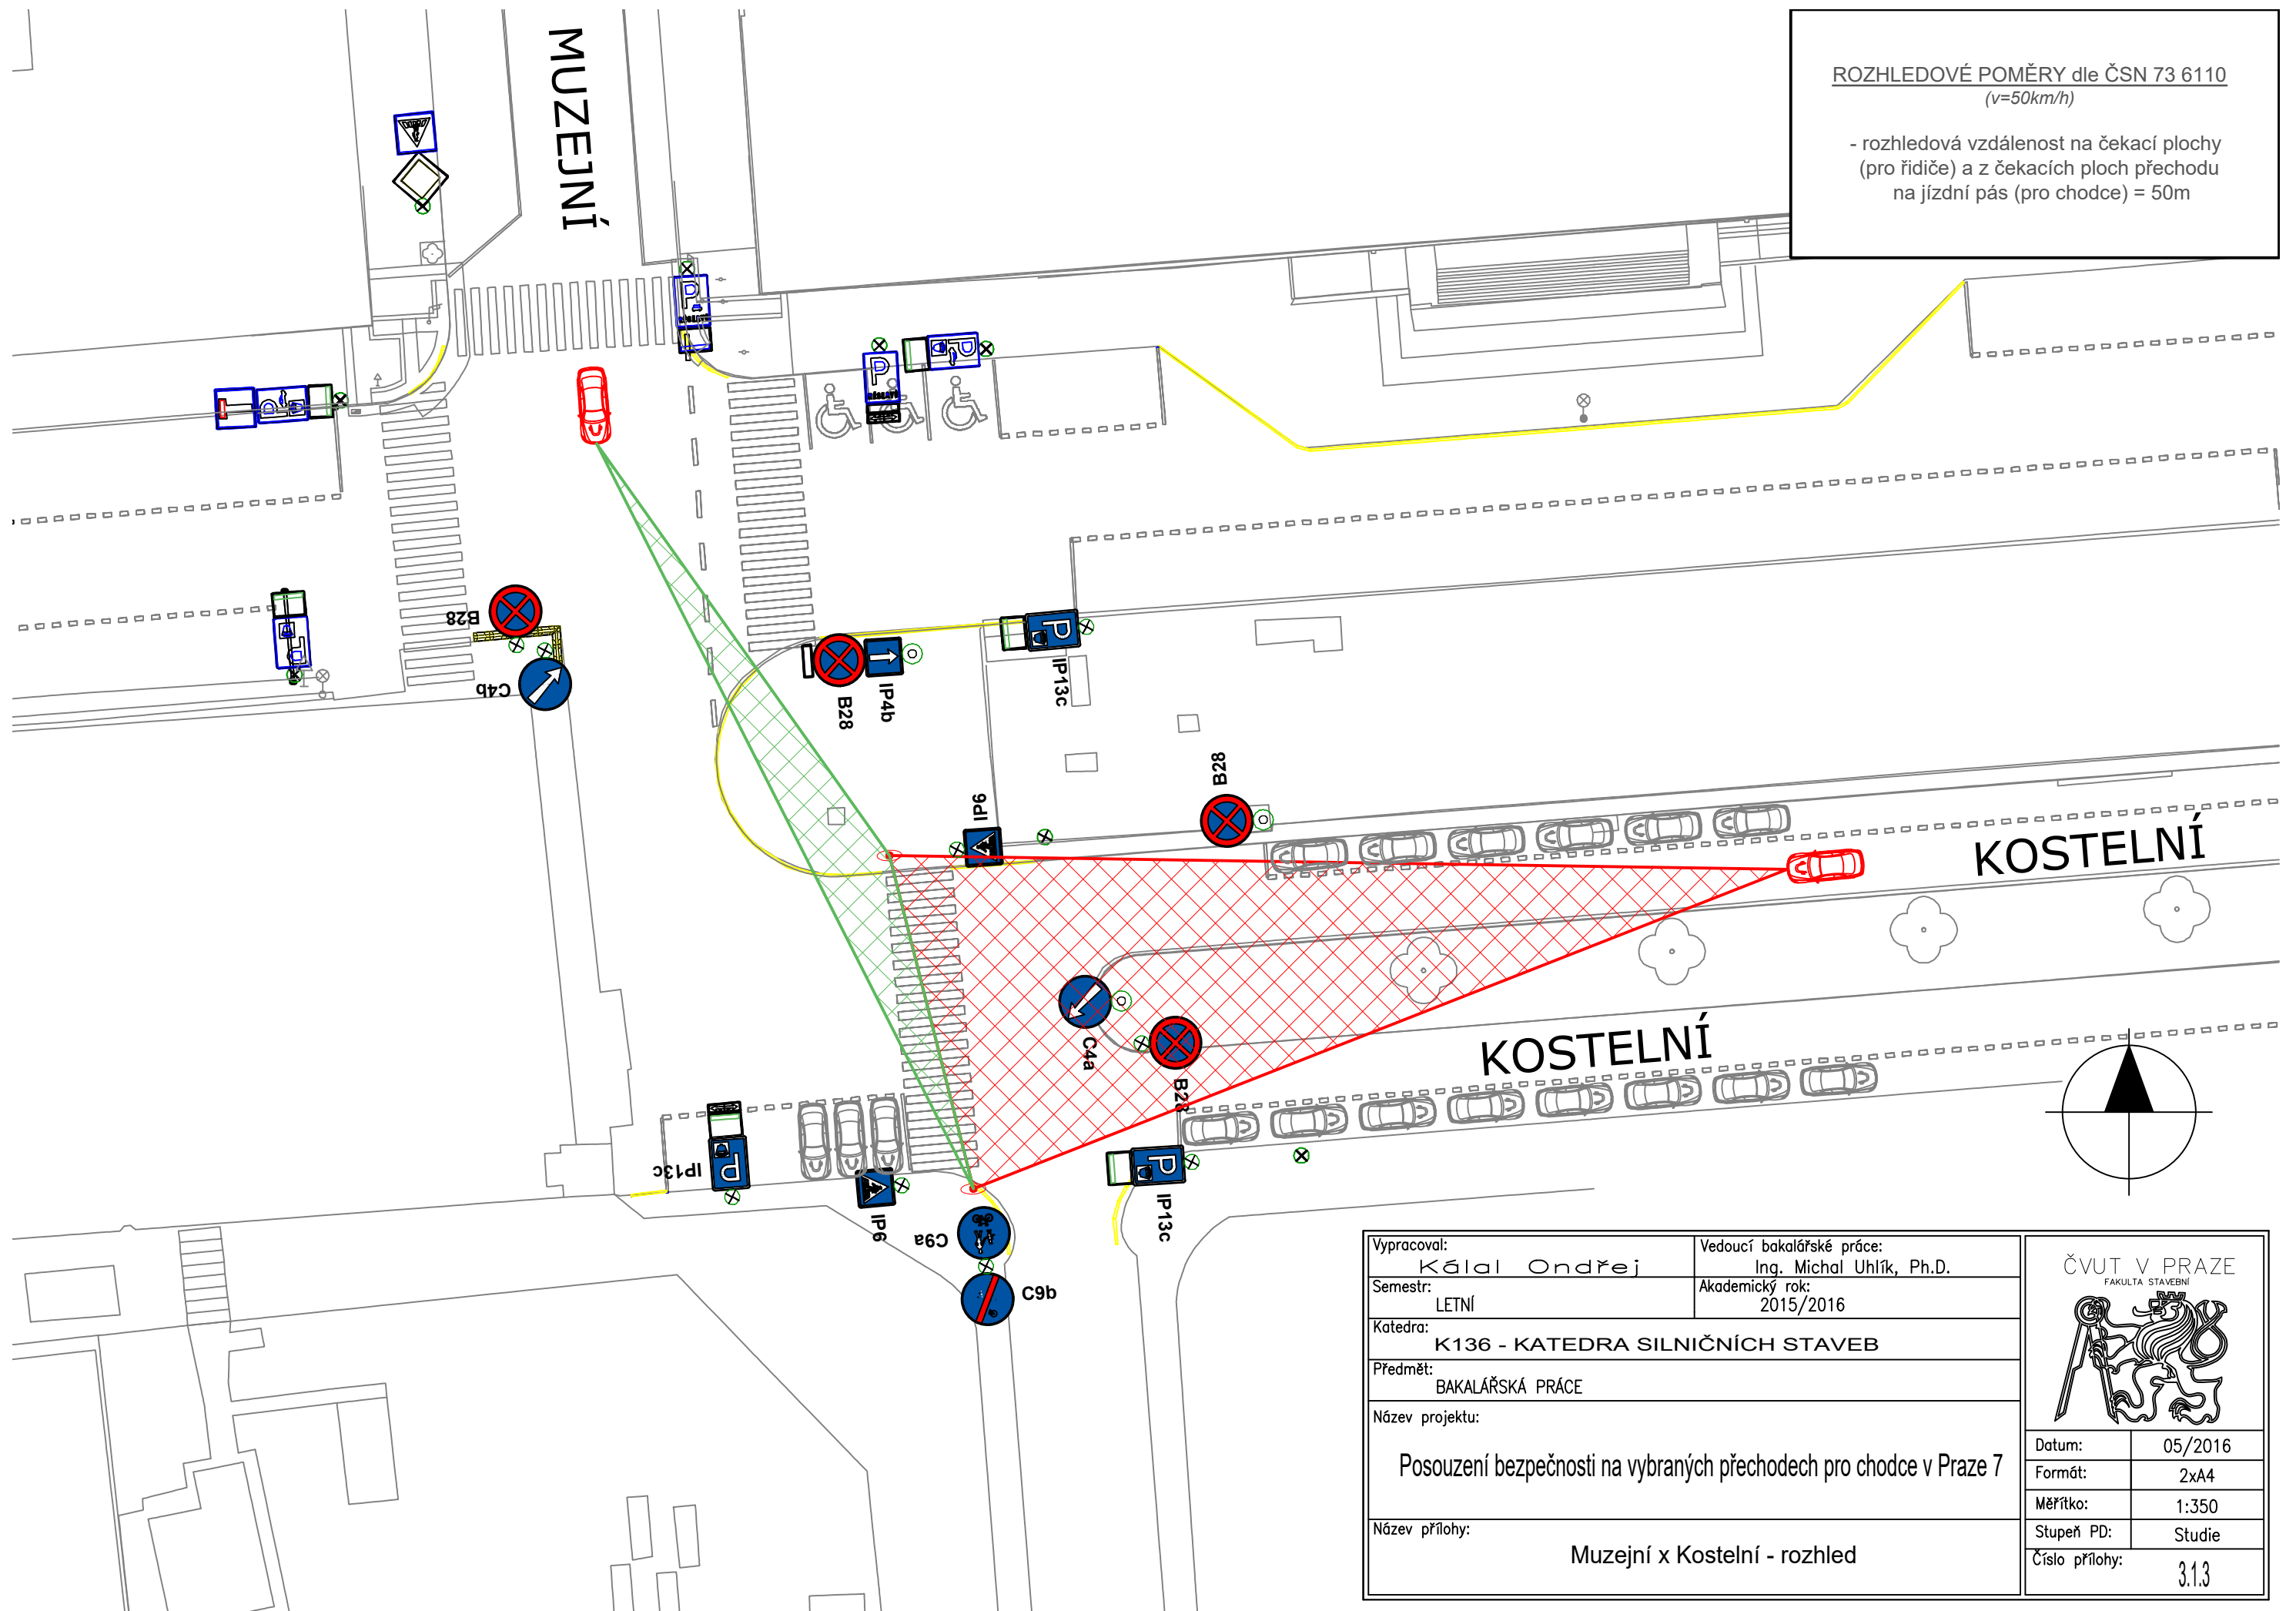 ROZHLEDOVÉ POMĚRY dle ČSN 73 6110
(v=50km/h)
- rozhledová vzdálenost na čekací plochy
(pro řidiče) a z čekacích ploch přechodu
na jízdní pás (pro chodce) = 50m
MUZEJNÍ
P
P
P
B28
C4b
B28
IP4b
P
IP13c
IP6
B28
KOSTELNÍ
KOSTELNÍ
C4a
B28
P
IP13c
P
IP13c
IP6
C9a
C9b
Vypracoval:
Kálal Ondřej
Vedoucí bakalářské práce:
Ing. Michal Uhlík, Ph.D.
Semestr:
LETNÍ
Akademický rok:
2015/2016
Katedra:
K136 - KATEDRA SILNIČNÍCH STAVEB
Předmět:
BAKALÁŘSKÁ PRÁCE
Název projektu:
Posouzení bezpečnosti na vybraných přechodech pro chodce v Praze 7
Název přílohy:
Muzejní x Kostelní - rozhled
ČVUT V PRAZE
FAKULTA STAVEBNÍ
Datum:
05/2016
Formát:
2xA4
Měřítko:
1:350
Stupeň PD:
Studie
Číslo přílohy:
3.1.3